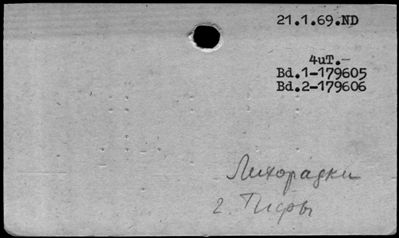 21.1.69.ND
4uT.-
Bd.1-179605
Bd.2-179606
Лихорадки
2. Тифы